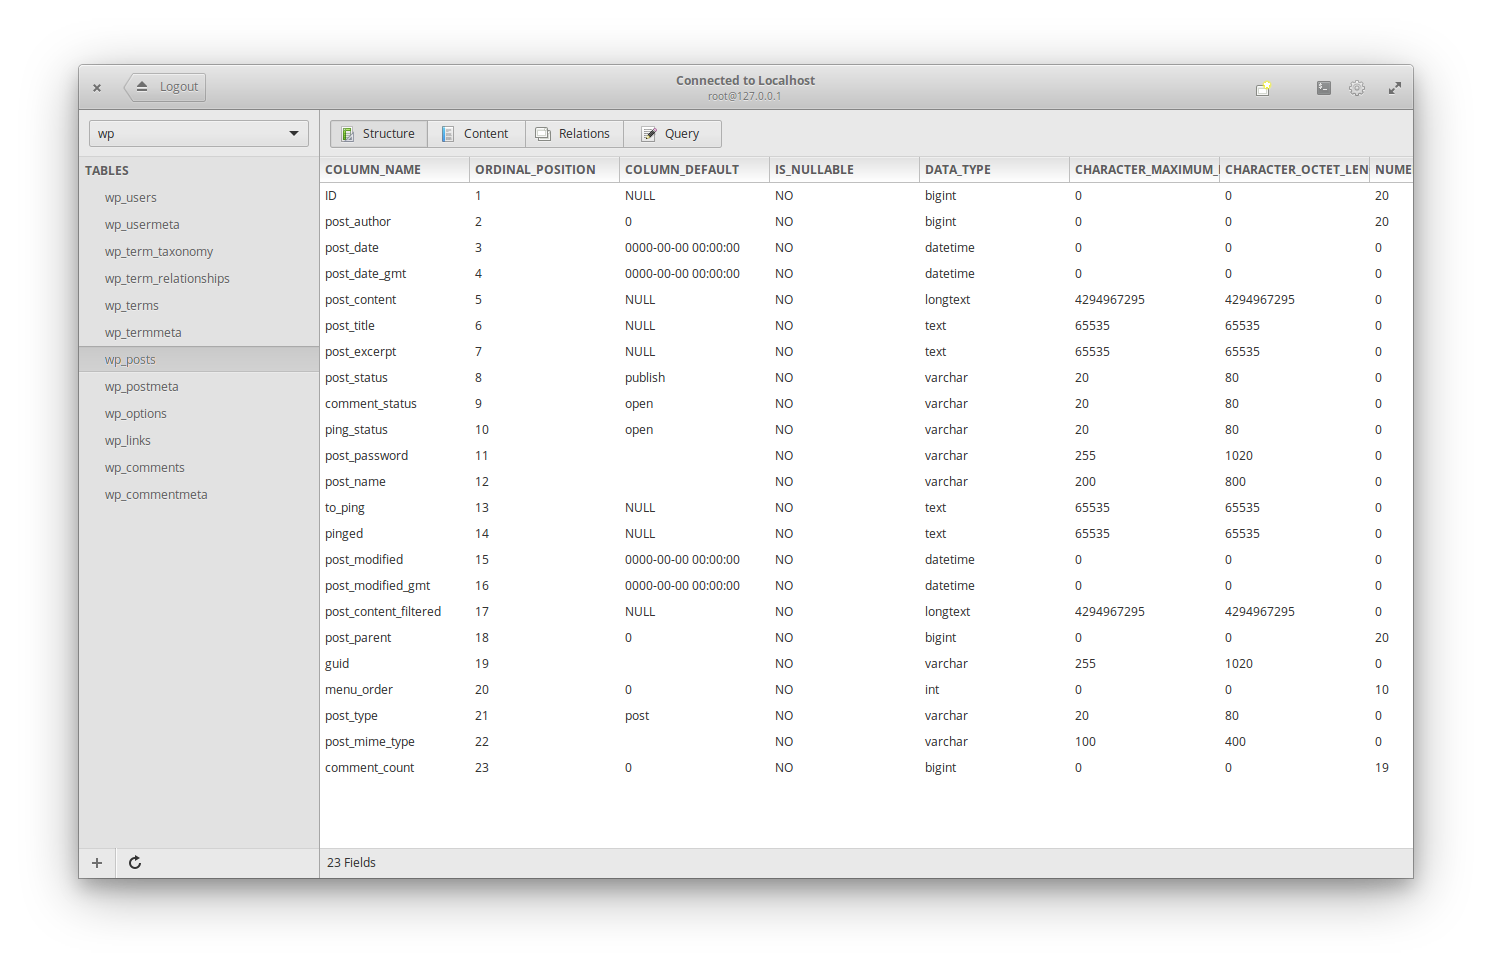 Logout
Connected to Localhost
root@127.0.0.1
wp
Structure Content Relations Query
TABLES
wp_users
wp_usermeta
wp_term_taxonomy
wp_term_relationships
wp_terms
wp_termmeta
wp_posts
wp_postmeta
wp_options
wp_links
wp_comments
wp_commentmeta
COLUMN_NAME ORDINAL_POSITION COLUMN_DEFAULT IS_NULLABLE DATA_TYPE CHARACTER_MAXIMUM_ CHARACTER_OCTET_LEN NUME
ID 1 NULL NO bigint 0 0 20
post_author 2 0 NO bigint 0 0 20
post_date 3 0000-00-00 00:00:00 NO datetime 0 0 0
post_date_gmt 4 0000-00-00 00:00:00 NO datetime 0 0 0
post_content 5 NULL NO longtext 4294967295 4294967295 0
post_title 6 NULL NO text 65535 65535 0
post_excerpt 7 NULL NO text 65535 65535 0
post_status 8 publish NO varchar 20 80 0
comment_status 9 open NO varchar 20 80 0
ping_status 10 open NO varchar 20 80 0
post_password 11 NO varchar 255 1020 0
post_name 12 NO varchar 200 800 0
to_ping 13 NULL NO text 65535 65535 0
pinged 14 NULL NO text 65535 65535 0
post_modified 15 0000-00-00 00:00:00 NO datetime 0 0 0
post_modified_gmt 16 0000-00-00 00:00:00 NO datetime 0 0 0
post_content_filtered 17 NULL NO longtext 4294967295 4294967295 0
post_parent 18 0 NO bigint 0 0 20
guid 19 NO varchar 255 1020 0
menu_order 20 0 NO int 0 0 10
post_type 21 post NO varchar 20 80 0
post_mime_type 22 NO varchar 100 400 0
comment_count 23 0 NO bigint 0 0 19
23 Fields